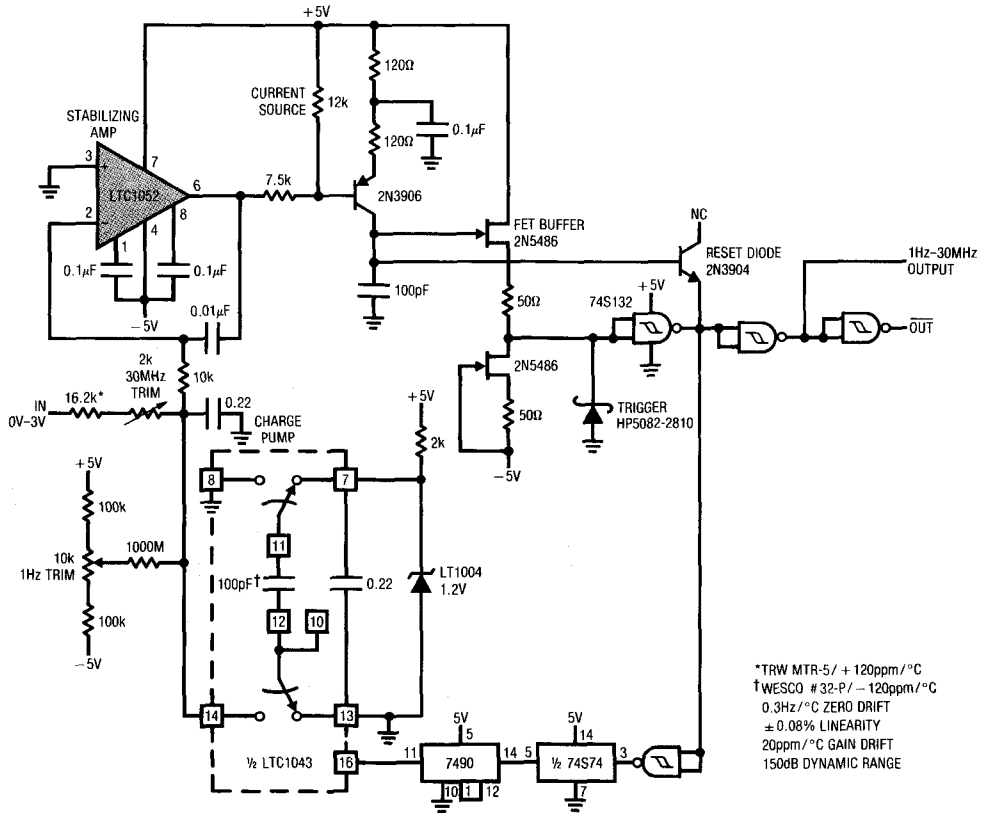 +5V
120Ω
CURRENT
SOURCE
12k
0.1µF
STABILIZING
AMP
120Ω
3
7
+
LTC1052
6
7.5k
2N3906
2
−
8
1
4
NC
FET BUFFER
2N5486
RESET DIODE
2N3904
0.1µF
0.1µF
1Hz-30MHz
OUTPUT
100pF
−5V
50Ω
74S132
+5V
0.01µF
OUT
2k
30MHz
TRIM
10k
2N5486
IN
0V-3V
16.2k*
0.22
CHARGE
PUMP
+5V
50Ω
TRIGGER
HP5082-2810
2k
−5V
+5V
8
7
100k
11
10k
1Hz TRIM
1000M
100pF†
0.22
LT1004
1.2V
12
10
100k
−5V
*TRW MTR-5/ +120ppm/°C
†WESCO #32-P/ −120ppm/°C
0.3Hz/°C ZERO DRIFT
±0.08% LINEARITY
20ppm/°C GAIN DRIFT
150dB DYNAMIC RANGE
14
13
5V
5
5V
14
½ LTC1043
16
11
7490
14
5
½ 74S74
3
10
1
12
7